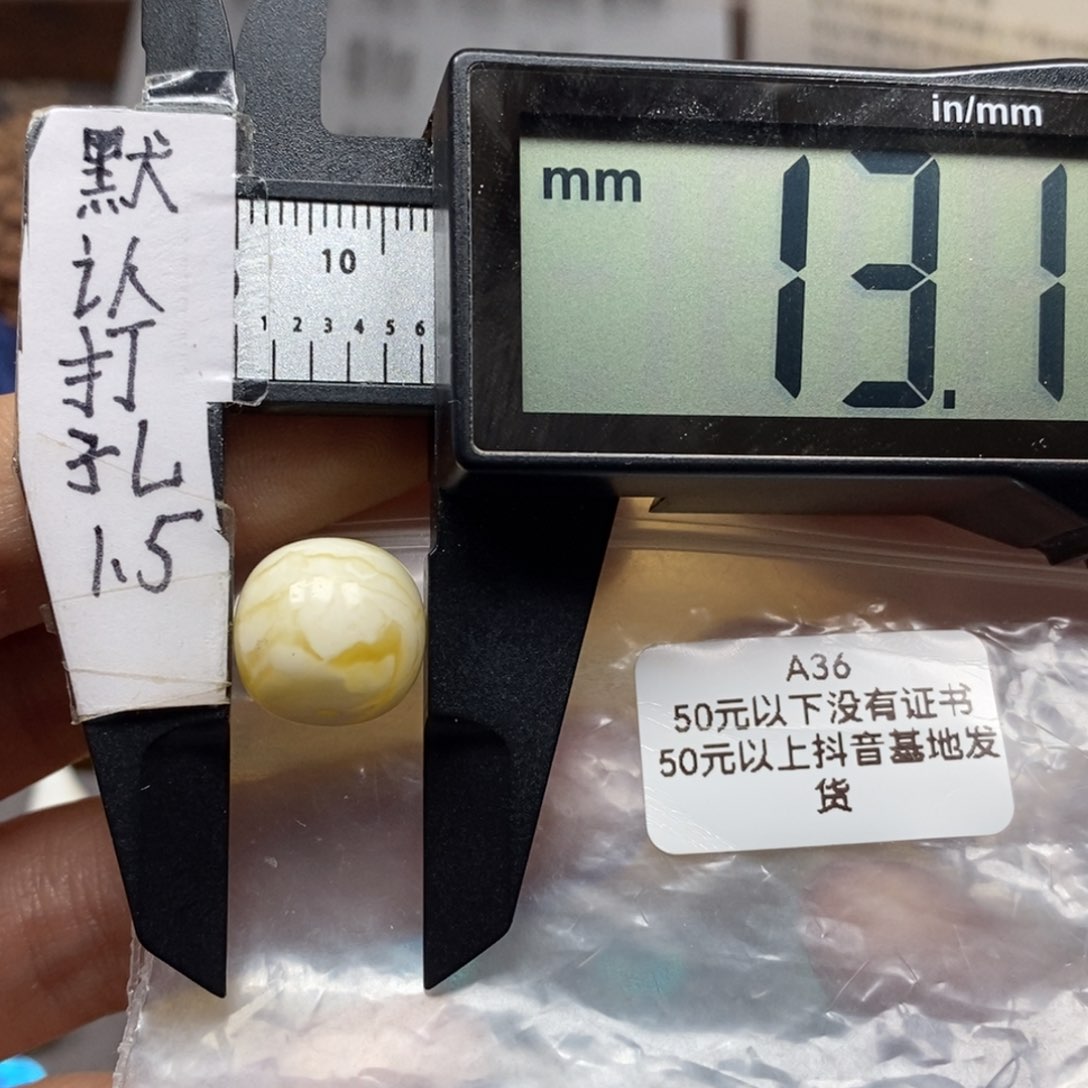 in/mm
mm
13.1
10
1 2 3 4 5 6
默
认
打
孔
1.5
A36
50元以下没有证书
50元以上抖音基地发
货